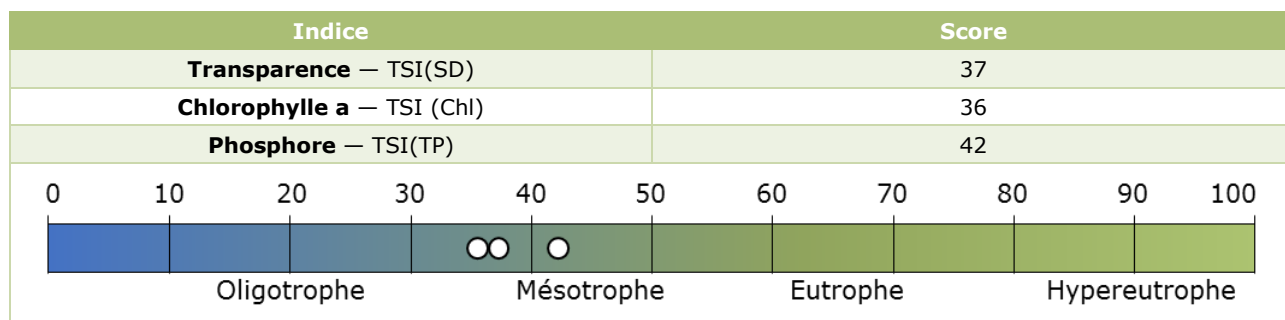 Indice Score
Transparence — TSI(SD) 37
Chlorophylle a — TSI (Chl) 36
Phosphore — TSI(TP) 42
0 10 20 30 40 50 60 70 80 90 100
Oligotrophe Mésotrophe Eutrophe Hypereutrophe